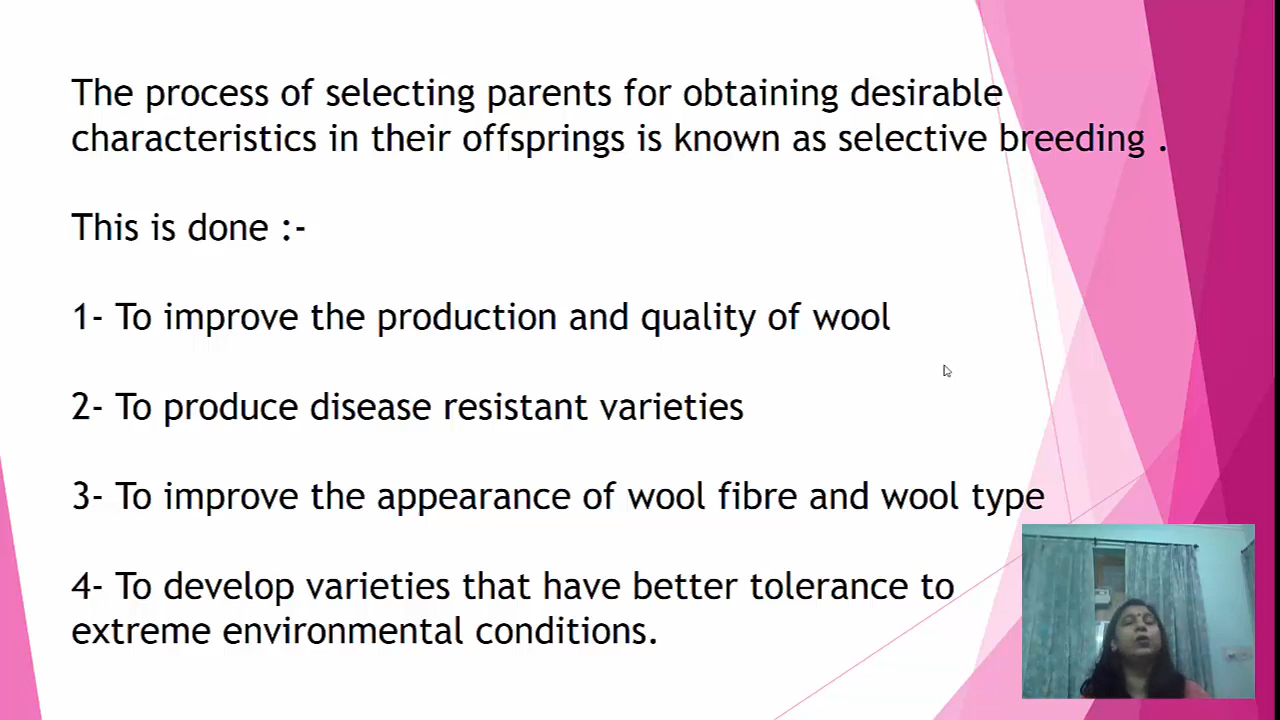 The process of selecting parents for obtaining desirable
characteristics in their offsprings is known as selective breeding .
This is done :-
1- To improve the production and quality of wool
2- To produce disease resistant varieties
3- To improve the appearance of wool fibre and wool type
4- To develop varieties that have better tolerance to
extreme environmental conditions.